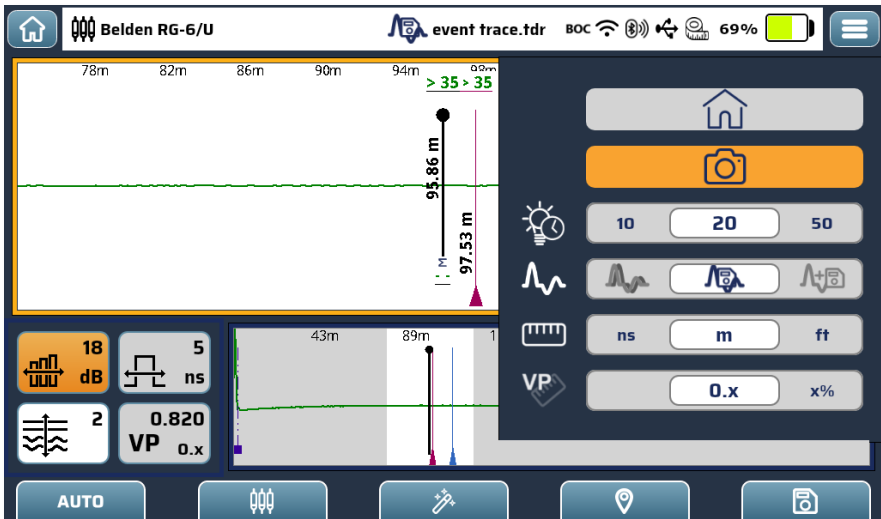 Belden RG-6/U
event trace.tdr
BOC
69%
78m 82m 86m 90m 94m 98m
> 35 > 35
95.86 m
97.53 m
M
10 20 50
ns m ft
VP
0.x x%
18 dB
5 ns
2
0.820
VP 0.x
43m 89m
AUTO